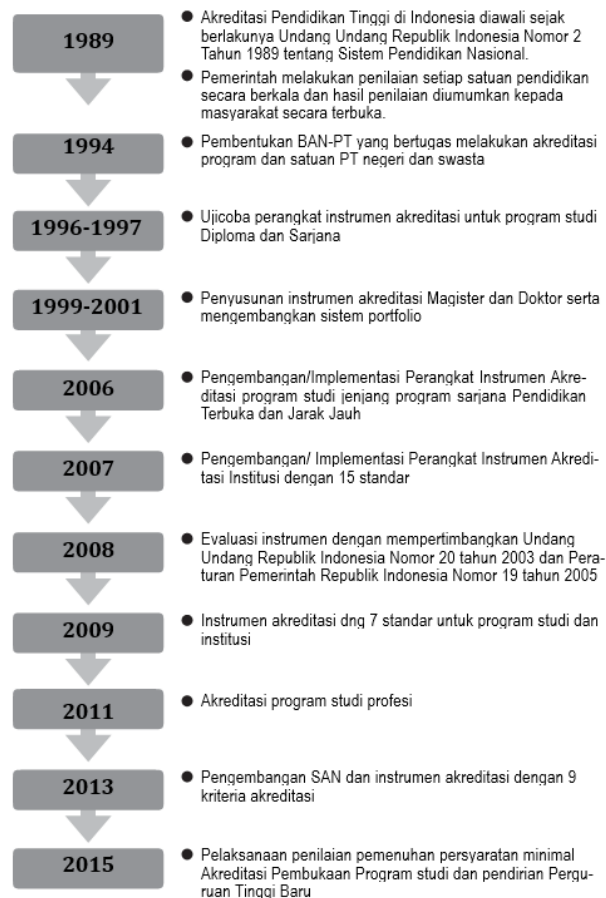 1989
● Akreditasi Pendidikan Tinggi di Indonesia diawali sejak
berlakunya Undang Undang Republik Indonesia Nomor 2
Tahun 1989 tentang Sistem Pendidikan Nasional.
● Pemerintah melakukan penilaian setiap satuan pendidikan
secara berkala dan hasil penilaian diumumkan kepada
masyarakat secara terbuka.
1994
● Pembentukan BAN-PT yang bertugas melakukan akreditasi
program dan satuan PT negeri dan swasta
1996-1997
● Ujicoba perangkat instrumen akreditasi untuk program studi
Diploma dan Sarjana
1999-2001
● Penyusunan instrumen akreditasi Magister dan Doktor serta
mengembangkan sistem portfolio
2006
● Pengembangan/Implementasi Perangkat Instrumen Akre-
ditasi program studi jenjang program sarjana Pendidikan
Terbuka dan Jarak Jauh
2007
● Pengembangan/ Implementasi Perangkat Instrumen Akredi-
tasi Institusi dengan 15 standar
2008
● Evaluasi instrumen dengan mempertimbangkan Undang
Undang Republik Indonesia Nomor 20 tahun 2003 dan Pera-
turan Pemerintah Republik Indonesia Nomor 19 tahun 2005
2009
● Instrumen akreditasi dng 7 standar untuk program studi dan
institusi
2011
● Akreditasi program studi profesi
2013
● Pengembangan SAN dan instrumen akreditasi dengan 9
kriteria akreditasi
2015
● Pelaksanaan penilaian pemenuhan persyaratan minimal
Akreditasi Pembukaan Program studi dan pendirian Pergu-
ruan Tinggi Baru